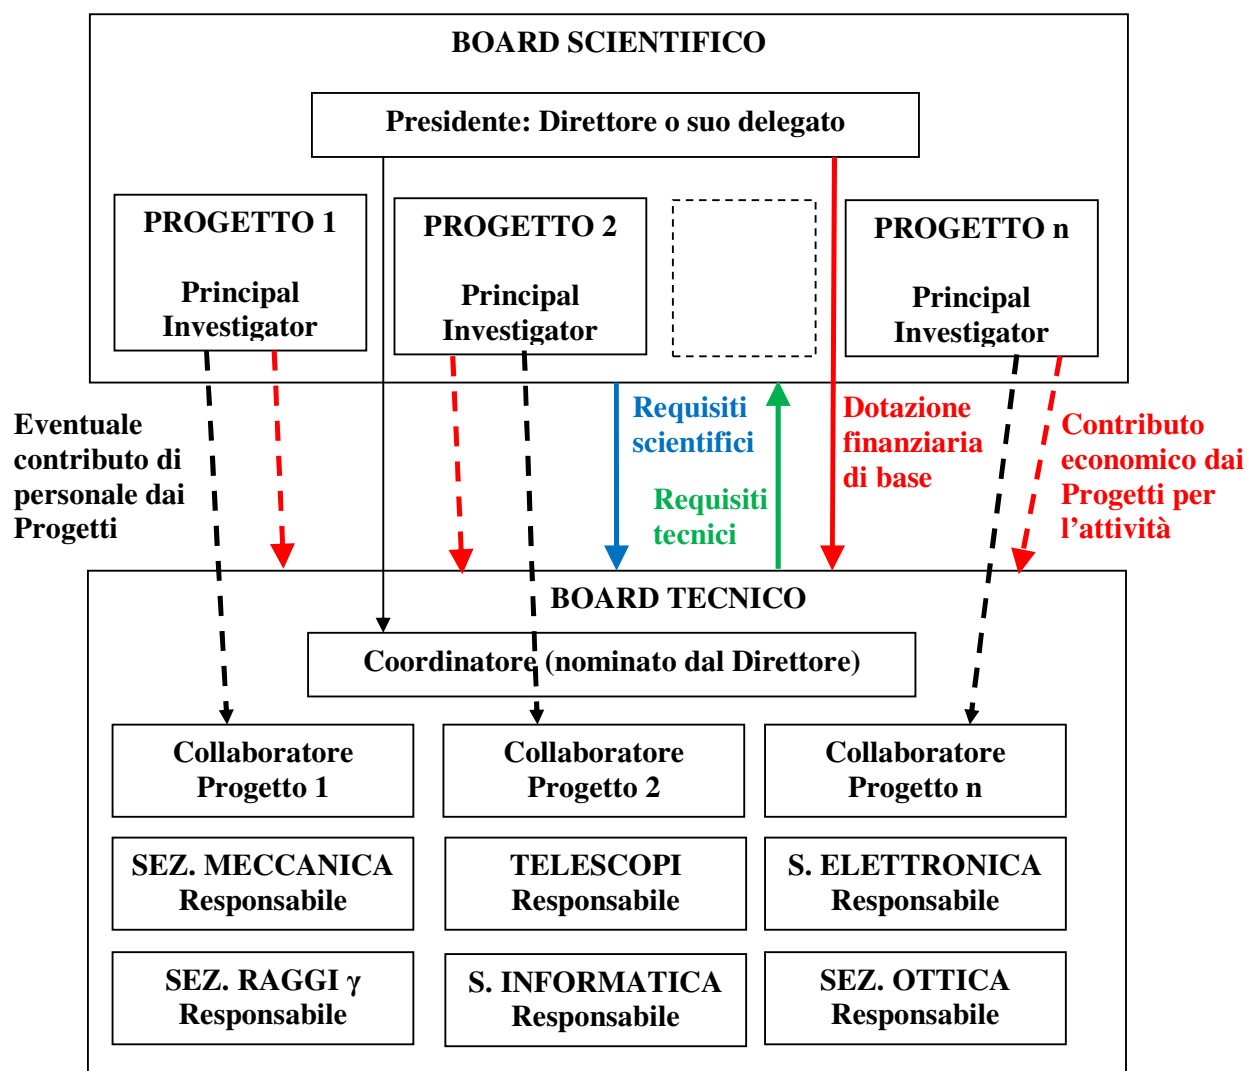 BOARD SCIENTIFICO
Presidente: Direttore o suo delegato
PROGETTO 1
Principal
Investigator
PROGETTO 2
Principal
Investigator
PROGETTO n
Principal
Investigator
Eventuale
contributo di
personale dai
Progetti
Requisiti
scientifici
Requisiti
tecnici
Dotazione
finanziaria
di base
Contributo
economico dai
Progetti per
l’attività
BOARD TECNICO
Coordinatore (nominato dal Direttore)
Collaboratore
Progetto 1
Collaboratore
Progetto 2
Collaboratore
Progetto n
SEZ. MECCANICA
Responsabile
TELESCOPI
Responsabile
S. ELETTRONICA
Responsabile
SEZ. RAGGI γ
Responsabile
S. INFORMATICA
Responsabile
SEZ. OTTICA
Responsabile